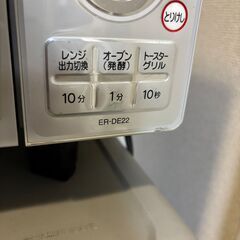 とりけし
レンジ オーブン トースター
出力切換 (発酵) グリル
10分 1分 10秒
ER-DE22